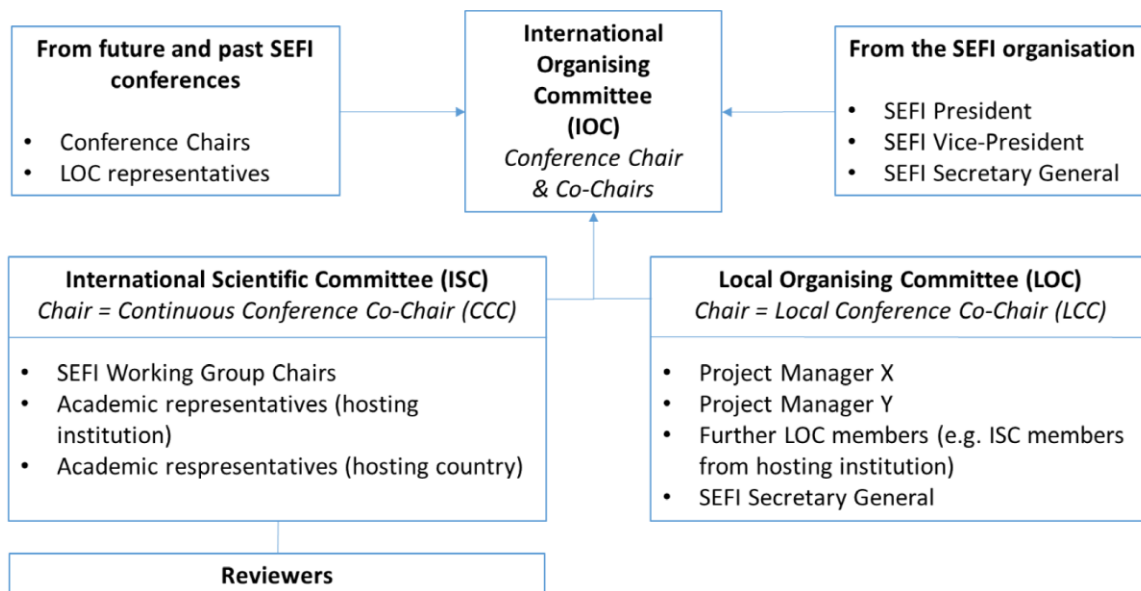 From future and past SEFI
conferences
• Conference Chairs
• LOC representatives
International
Organising
Committee
(IOC)
Conference Chair
& Co-Chairs
From the SEFI organisation
• SEFI President
• SEFI Vice-President
• SEFI Secretary General
International Scientific Committee (ISC)
Chair = Continuous Conference Co-Chair (CCC)
• SEFI Working Group Chairs
• Academic representatives (hosting
institution)
• Academic respresentatives (hosting country)
Local Organising Committee (LOC)
Chair = Local Conference Co-Chair (LCC)
• Project Manager X
• Project Manager Y
• Further LOC members (e.g. ISC members
from hosting institution)
• SEFI Secretary General
Reviewers